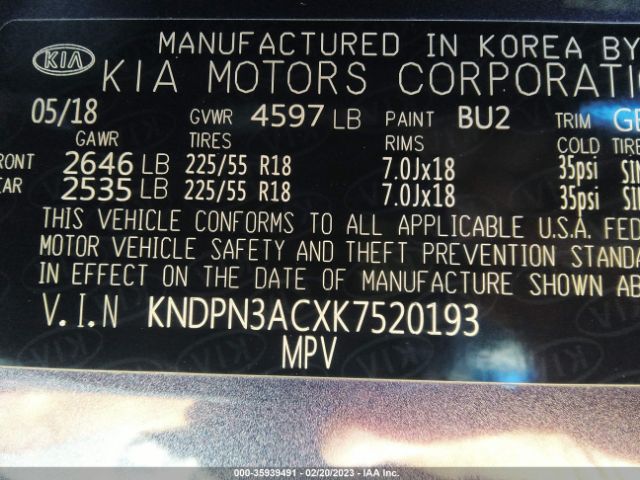 MANUFACTURED IN KOREA BY
KIA KIA MOTORS CORPORATION
05/18 GVWR 4597 LB PAINT BU2 TRIM
GAWR TIRES RIMS COLD TIRE
FRONT 2646 LB 225/55 R18 7.0Jx18 35psi
2535 LB 225/55 R18 7.0Jx18 35psi
THIS VEHICLE CONFORMS TO ALL APPLICABLE U.S.A. FED
MOTOR VEHICLE SAFETY AND THEFT PREVENTION STANDA
IN EFFECT ON THE DATE OF MANUFACTURE SHOWN AB
V.I.N KNDPN3ACXK7520193
MPV
000-35939491 - 02/20/2023 - IAA Inc.